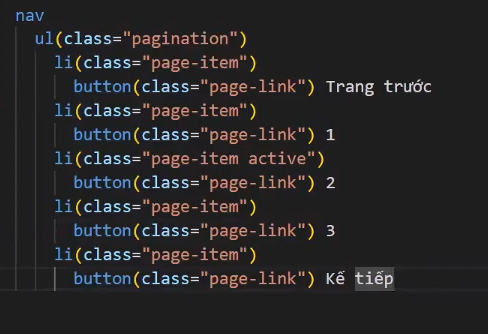 nav
ul(class="pagination")
li(class="page-item")
button(class="page-link") Trang trước
li(class="page-item")
button(class="page-link") 1
li(class="page-item active")
button(class="page-link") 2
li(class="page-item")
button(class="page-link") 3
li(class="page-item")
button(class="page-link") Kế tiếp